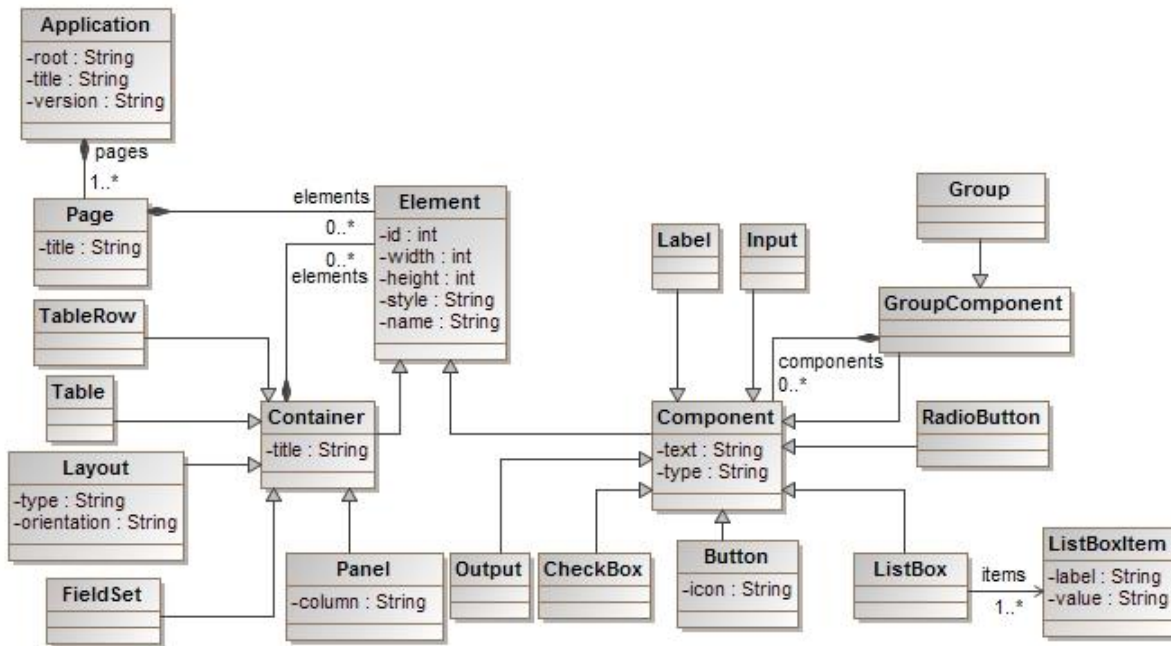 Application
-root : String
-title : String
-version : String
pages
1..*
Page
-title : String
elements
0..*
Element
-id : int
-width : int
-height : int
-style : String
-name : String
0..*
elements
Group
Label
Input
GroupComponent
components
0..*
TableRow
Table
Container
-title : String
Component
-text : String
-type : String
RadioButton
Layout
-type : String
-orientation : String
FieldSet
Panel
-column : String
Output
CheckBox
Button
-icon : String
ListBox
items
1..*
ListBoxItem
-label : String
-value : String